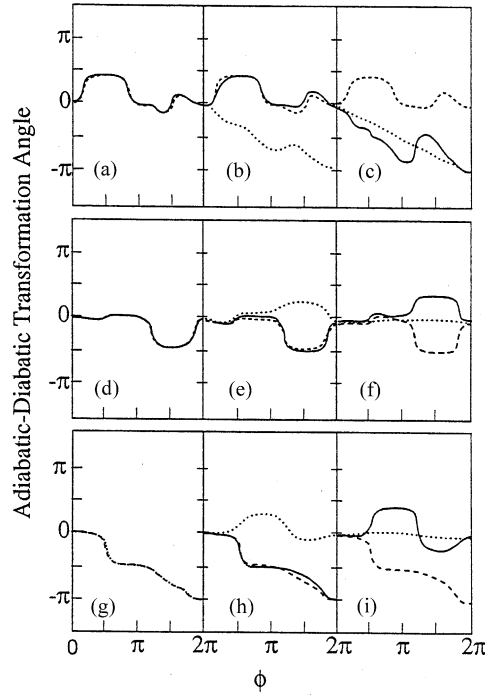 π
0
-π
(a)
(b)
(c)
π
0
-π
(d)
(e)
(f)
π
0
-π
(g)
(h)
(i)
0
π
2π
π
2π
π
2π
ϕ
Adiabatic-Diabatic Transformation Angle